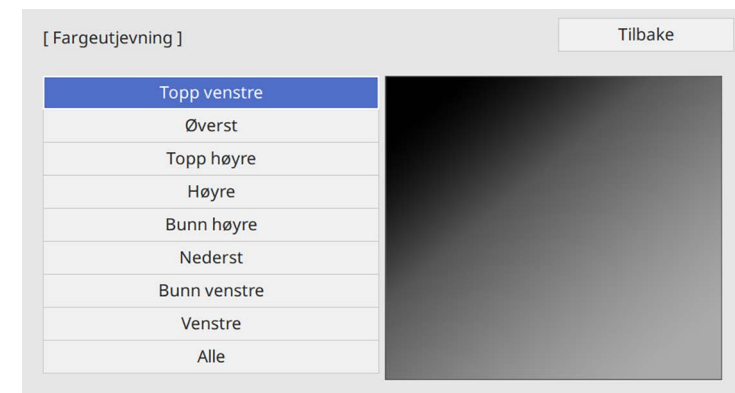 [ Fargeutjevning ]
Tilbake
Topp venstre
Øverst
Topp høyre
Høyre
Bunn høyre
Nederst
Bunn venstre
Venstre
Alle